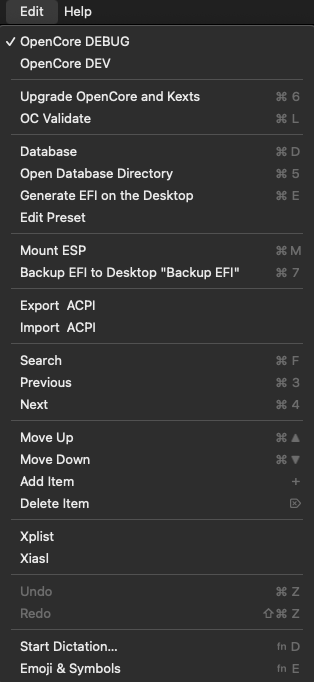 Edit Help
✓ OpenCore DEBUG
OpenCore DEV
Upgrade OpenCore and Kexts ⌘ 6
OC Validate ⌘ L
Database ⌘ D
Open Database Directory ⌘ 5
Generate EFI on the Desktop ⌘ E
Edit Preset
Mount ESP ⌘ M
Backup EFI to Desktop "Backup EFI" ⌘ 7
Export  ACPI
Import  ACPI
Search ⌘ F
Previous ⌘ 3
Next ⌘ 4
Move Up ⌘ ▲
Move Down ⌘ ▼
Add Item +
Delete Item ⌦
Xplist
Xiasl
Undo ⌘ Z
Redo ⇧⌘ Z
Start Dictation... fn D
Emoji & Symbols fn E